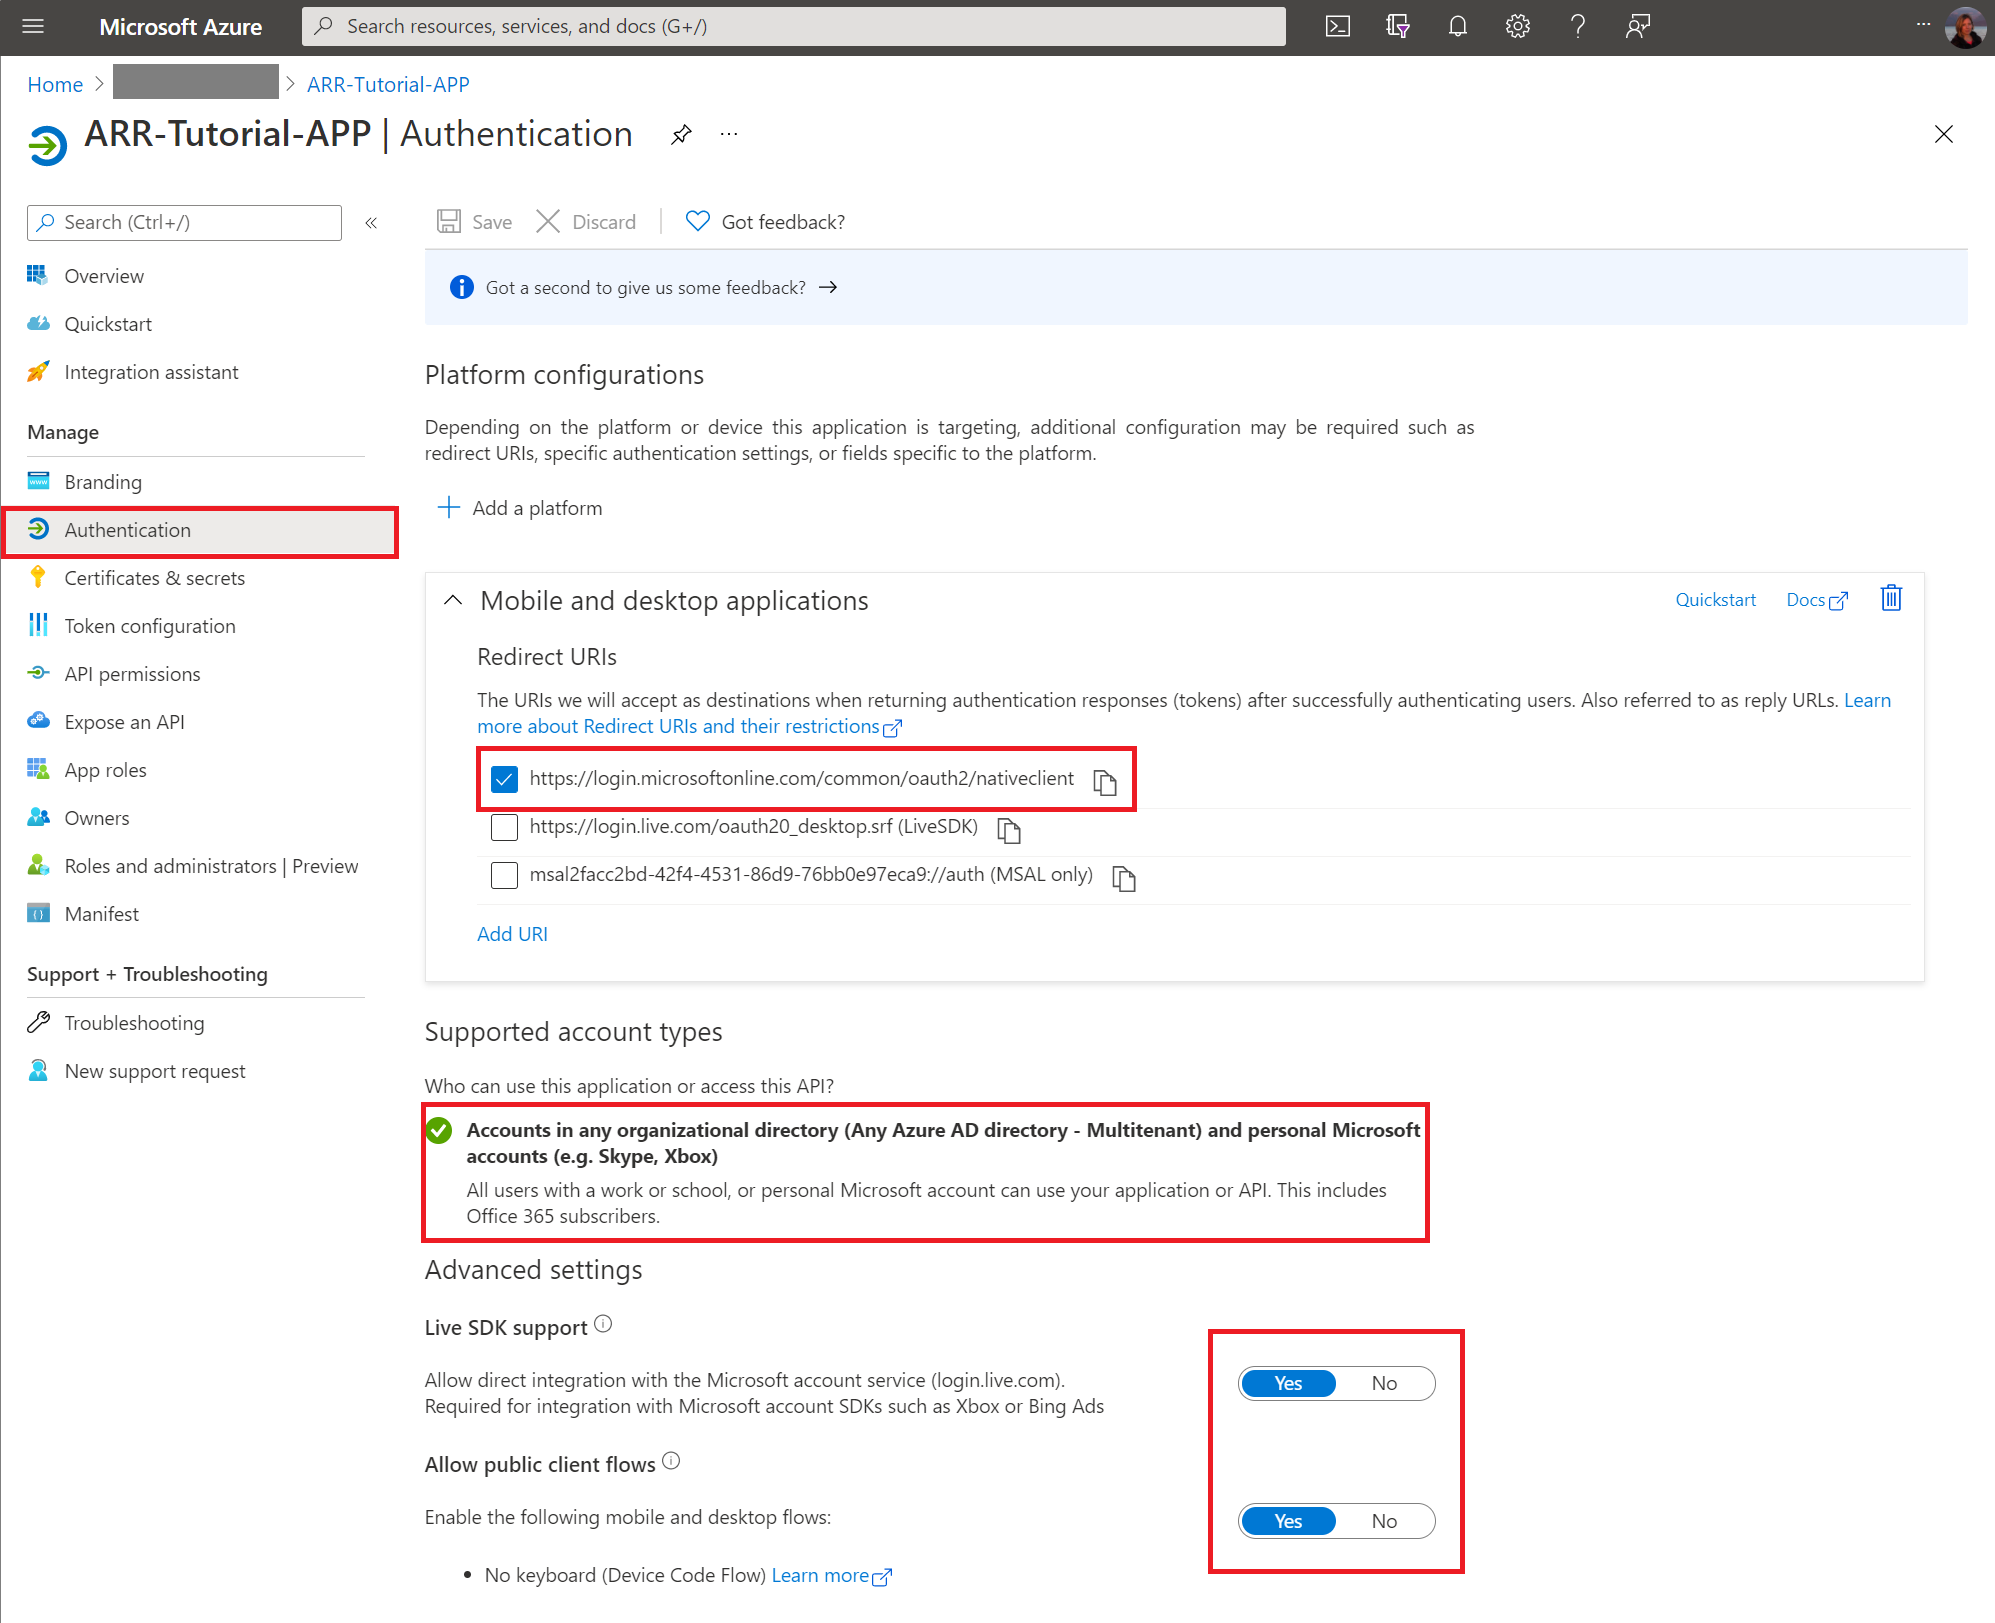 Microsoft Azure
Search resources, services, and docs (G+/)
Home
ARR-Tutorial-APP
ARR-Tutorial-APP | Authentication
Search (Ctrl+/)
Overview
Quickstart
Integration assistant
Manage
Branding
Authentication
Certificates & secrets
Token configuration
API permissions
Expose an API
App roles
Owners
Roles and administrators | Preview
Manifest
Support + Troubleshooting
Troubleshooting
New support request
Save
Discard
Got feedback?
Got a second to give us some feedback?
Platform configurations
Depending on the platform or device this application is targeting, additional configuration may be required such as
redirect URIs, specific authentication settings, or fields specific to the platform.
Add a platform
Mobile and desktop applications
Quickstart
Docs
Redirect URIs
The URIs we will accept as destinations when returning authentication responses (tokens) after successfully authenticating users. Also referred to as reply URLs. Learn
more about Redirect URIs and their restrictions
https://login.microsoftonline.com/common/oauth2/nativeclient
https://login.live.com/oauth20_desktop.srf (LiveSDK)
msal2facc2bd-42f4-4531-86d9-76bb0e97eca9://auth (MSAL only)
Add URI
Supported account types
Who can use this application or access this API?
Accounts in any organizational directory (Any Azure AD directory - Multitenant) and personal Microsoft
accounts (e.g. Skype, Xbox)
All users with a work or school, or personal Microsoft account can use your application or API. This includes
Office 365 subscribers.
Advanced settings
Live SDK support
Allow direct integration with the Microsoft account service (login.live.com).
Required for integration with Microsoft account SDKs such as Xbox or Bing Ads
Yes No
Allow public client flows
Enable the following mobile and desktop flows:
Yes No
• No keyboard (Device Code Flow) Learn more